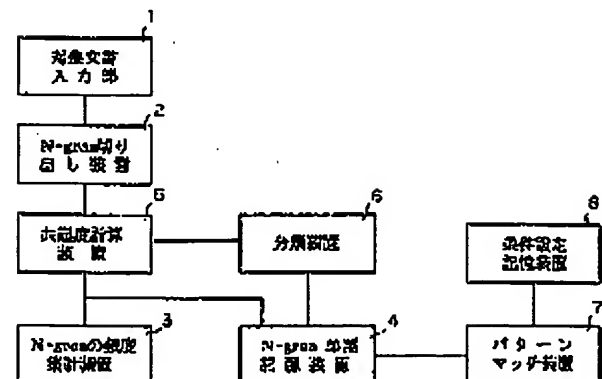 1
対象文書
入力部
2
N-gram切り
出し装置
5
共起度計算
装置
6
分類装置
8
条件設定
記憶装置
3
N-gramの頻度
統計装置
4
N-gram
装置
7
パターン
マッチ装置